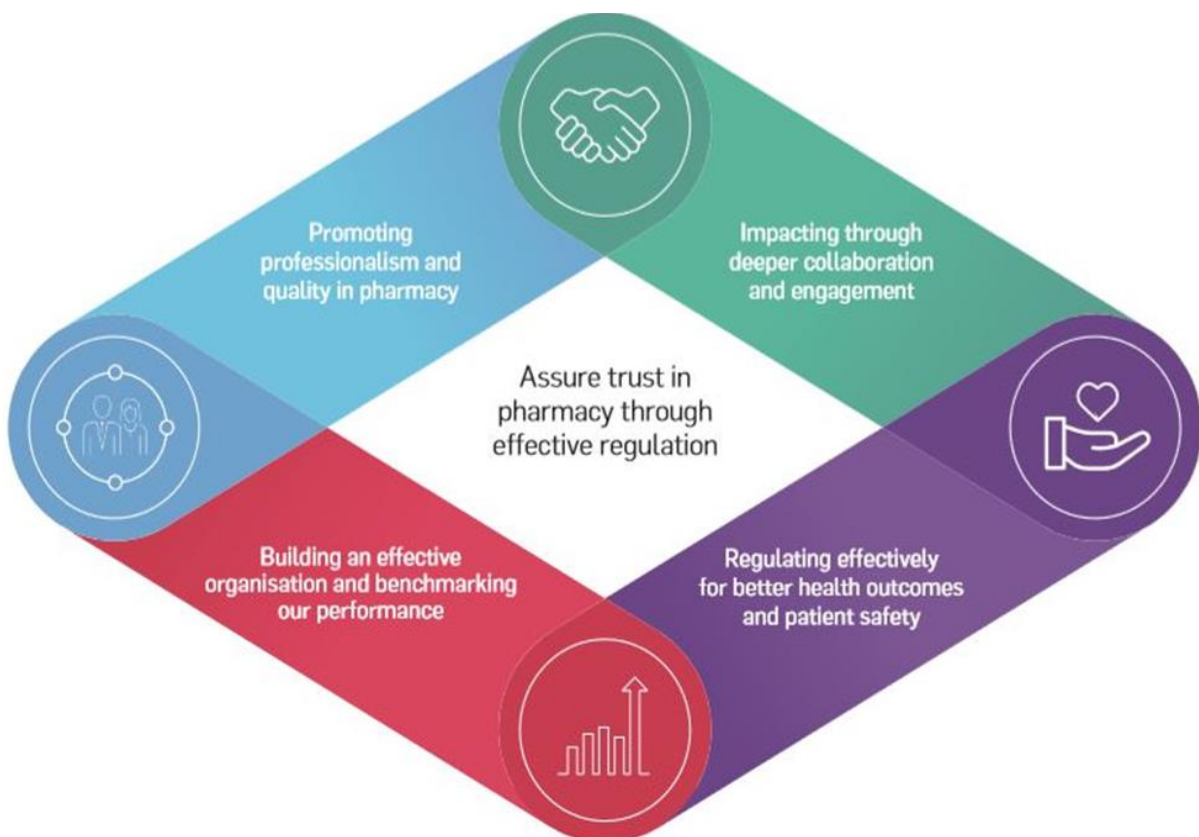 Promoting
professionalism and
quality in pharmacy
Impacting through
deeper collaboration
and engagement
Assure trust in
pharmacy through
effective regulation
Building an effective
organisation and benchmarking
our performance
Regulating effectively
for better health outcomes
and patient safety